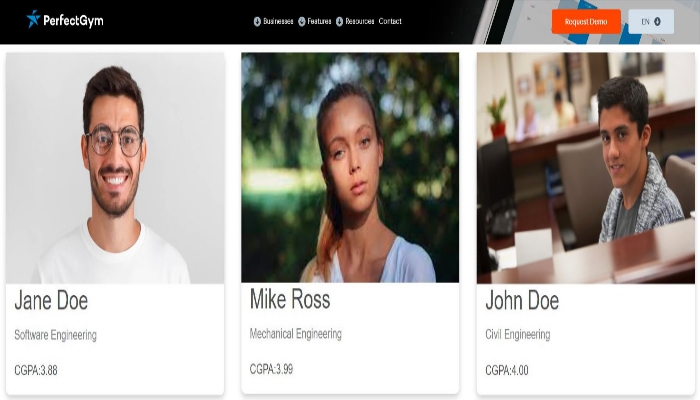 PerfectGym
Businesses Features Resources Contact
Request Demo
EN
Jane Doe
Software Engineering
CGPA:3.88
Mike Ross
Mechanical Engineering
CGPA:3.99
John Doe
Civil Engineering
CGPA:4.00